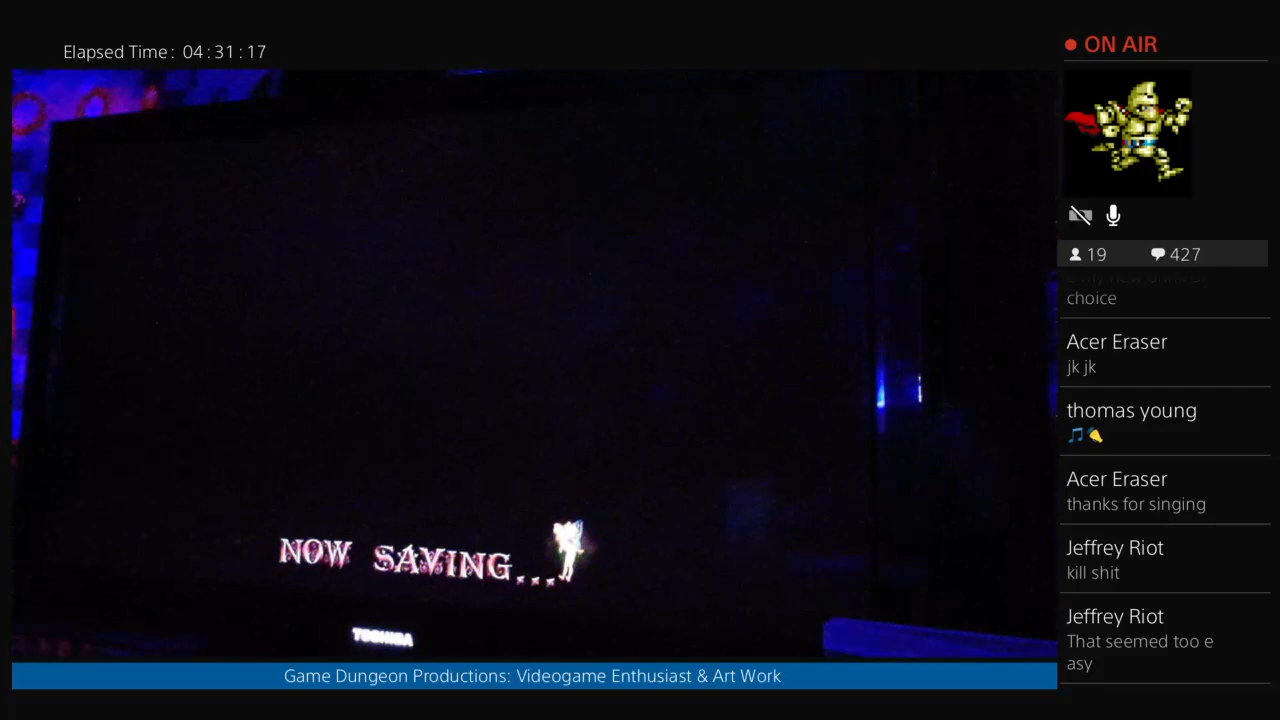 Elapsed Time: 04:31:17
ON AIR
19 427
choice
Acer Eraser
jk jk
thomas young
🎵🍕
Acer Eraser
thanks for singing
Jeffrey Riot
kill shit
Jeffrey Riot
That seemed too e
asy
NOW SAVING...
TOSHIBA
Game Dungeon Productions: Videogame Enthusiast & Art Work